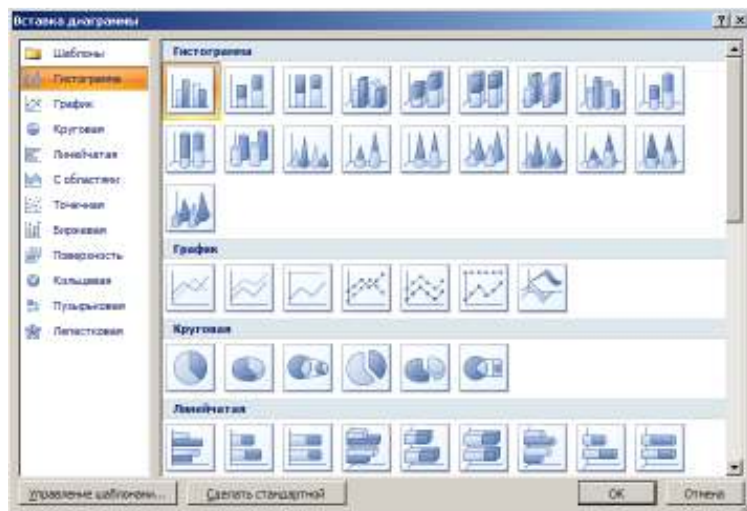 Вставка диаграммы
Шаблоны
Гистограмма
График
Круговая
Линейчатая
С областями
Точечная
Биржевая
Поверхность
Кольцевая
Пузырьковая
Лепестковая
Гистограмма
График
Круговая
Линейчатая
Управление шаблонами...
Сделать стандартной
ОК
Отмена